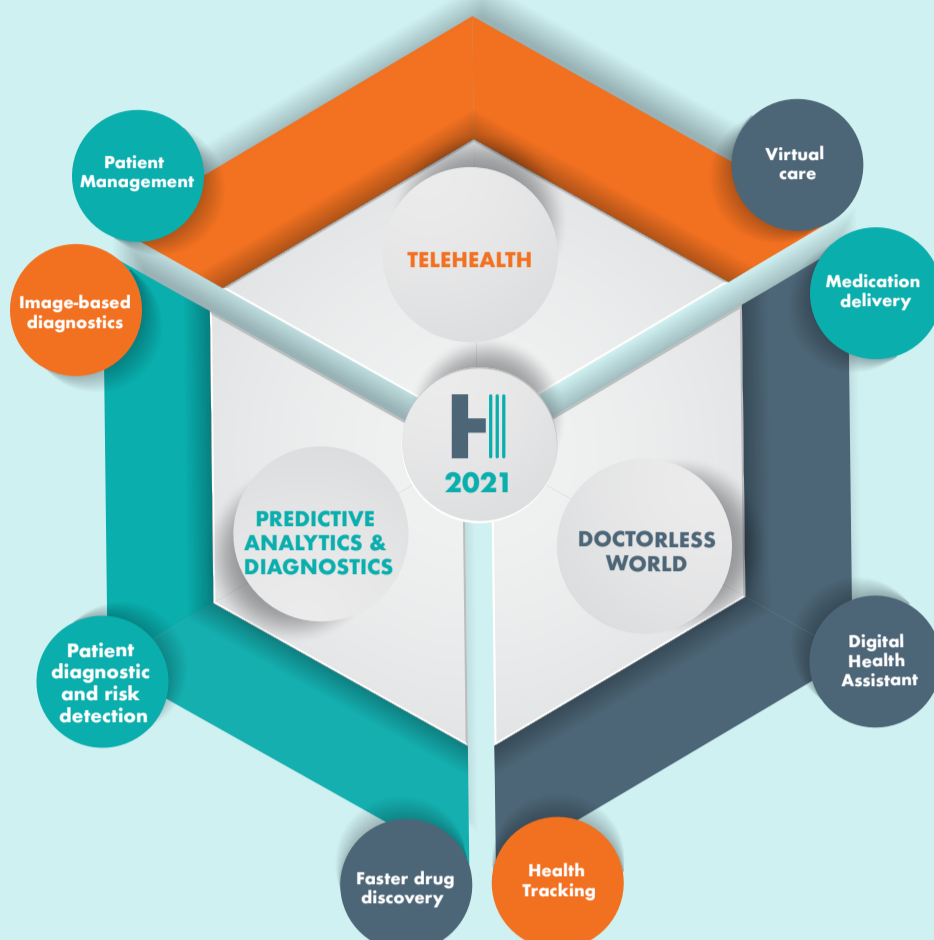 Patient
Management
Virtual
care
TELEHEALTH
Image-based
diagnostics
Medication
delivery
H
2021
PREDICTIVE
ANALYTICS &
DIAGNOSTICS
DOCTORLESS
WORLD
Patient
diagnostic
and risk
detection
Digital
Health
Assistant
Faster drug
discovery
Health
Tracking